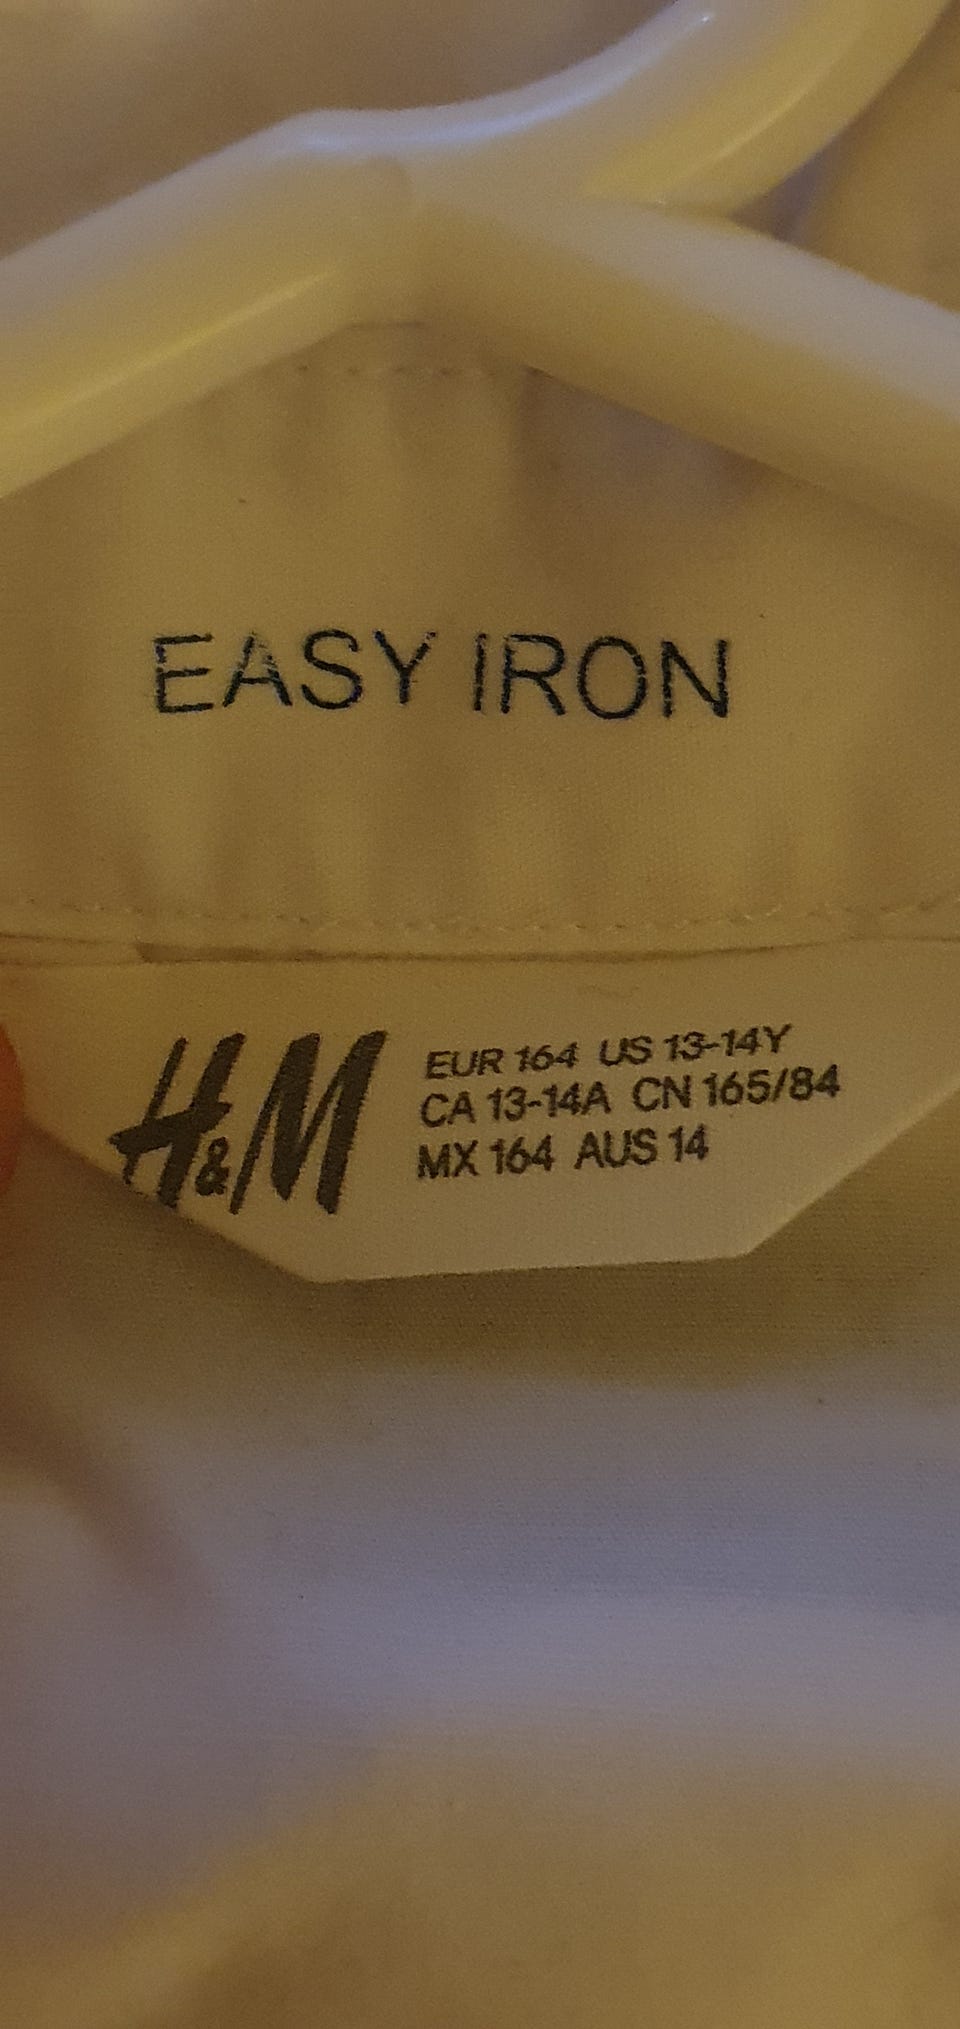 EASY IRON
H&M
EUR 164 US 13-14Y
CA 13-14A CN 165/84
MX 164 AUS 14